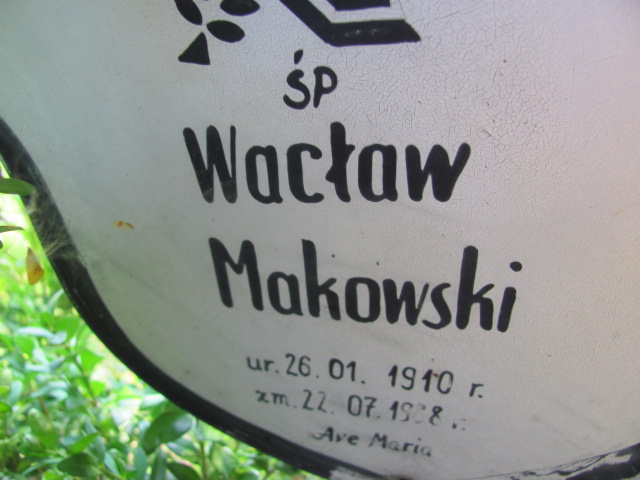 ŚP
Wacław
Makowski
ur. 26. 01. 1910 r.
zm. 22. 07.
Ave Maria